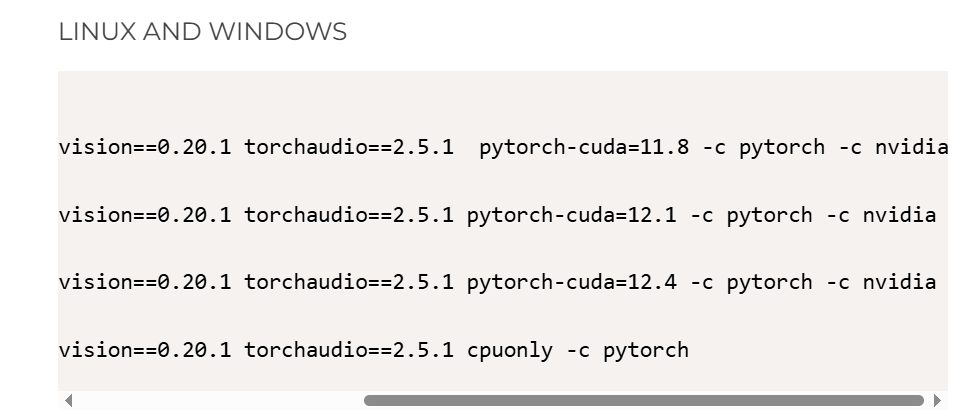 LINUX AND WINDOWS
vision==0.20.1 torchaudio==2.5.1  pytorch-cuda=11.8 -c pytorch -c nvidia
vision==0.20.1 torchaudio==2.5.1 pytorch-cuda=12.1 -c pytorch -c nvidia
vision==0.20.1 torchaudio==2.5.1 pytorch-cuda=12.4 -c pytorch -c nvidia
vision==0.20.1 torchaudio==2.5.1 cpuonly -c pytorch